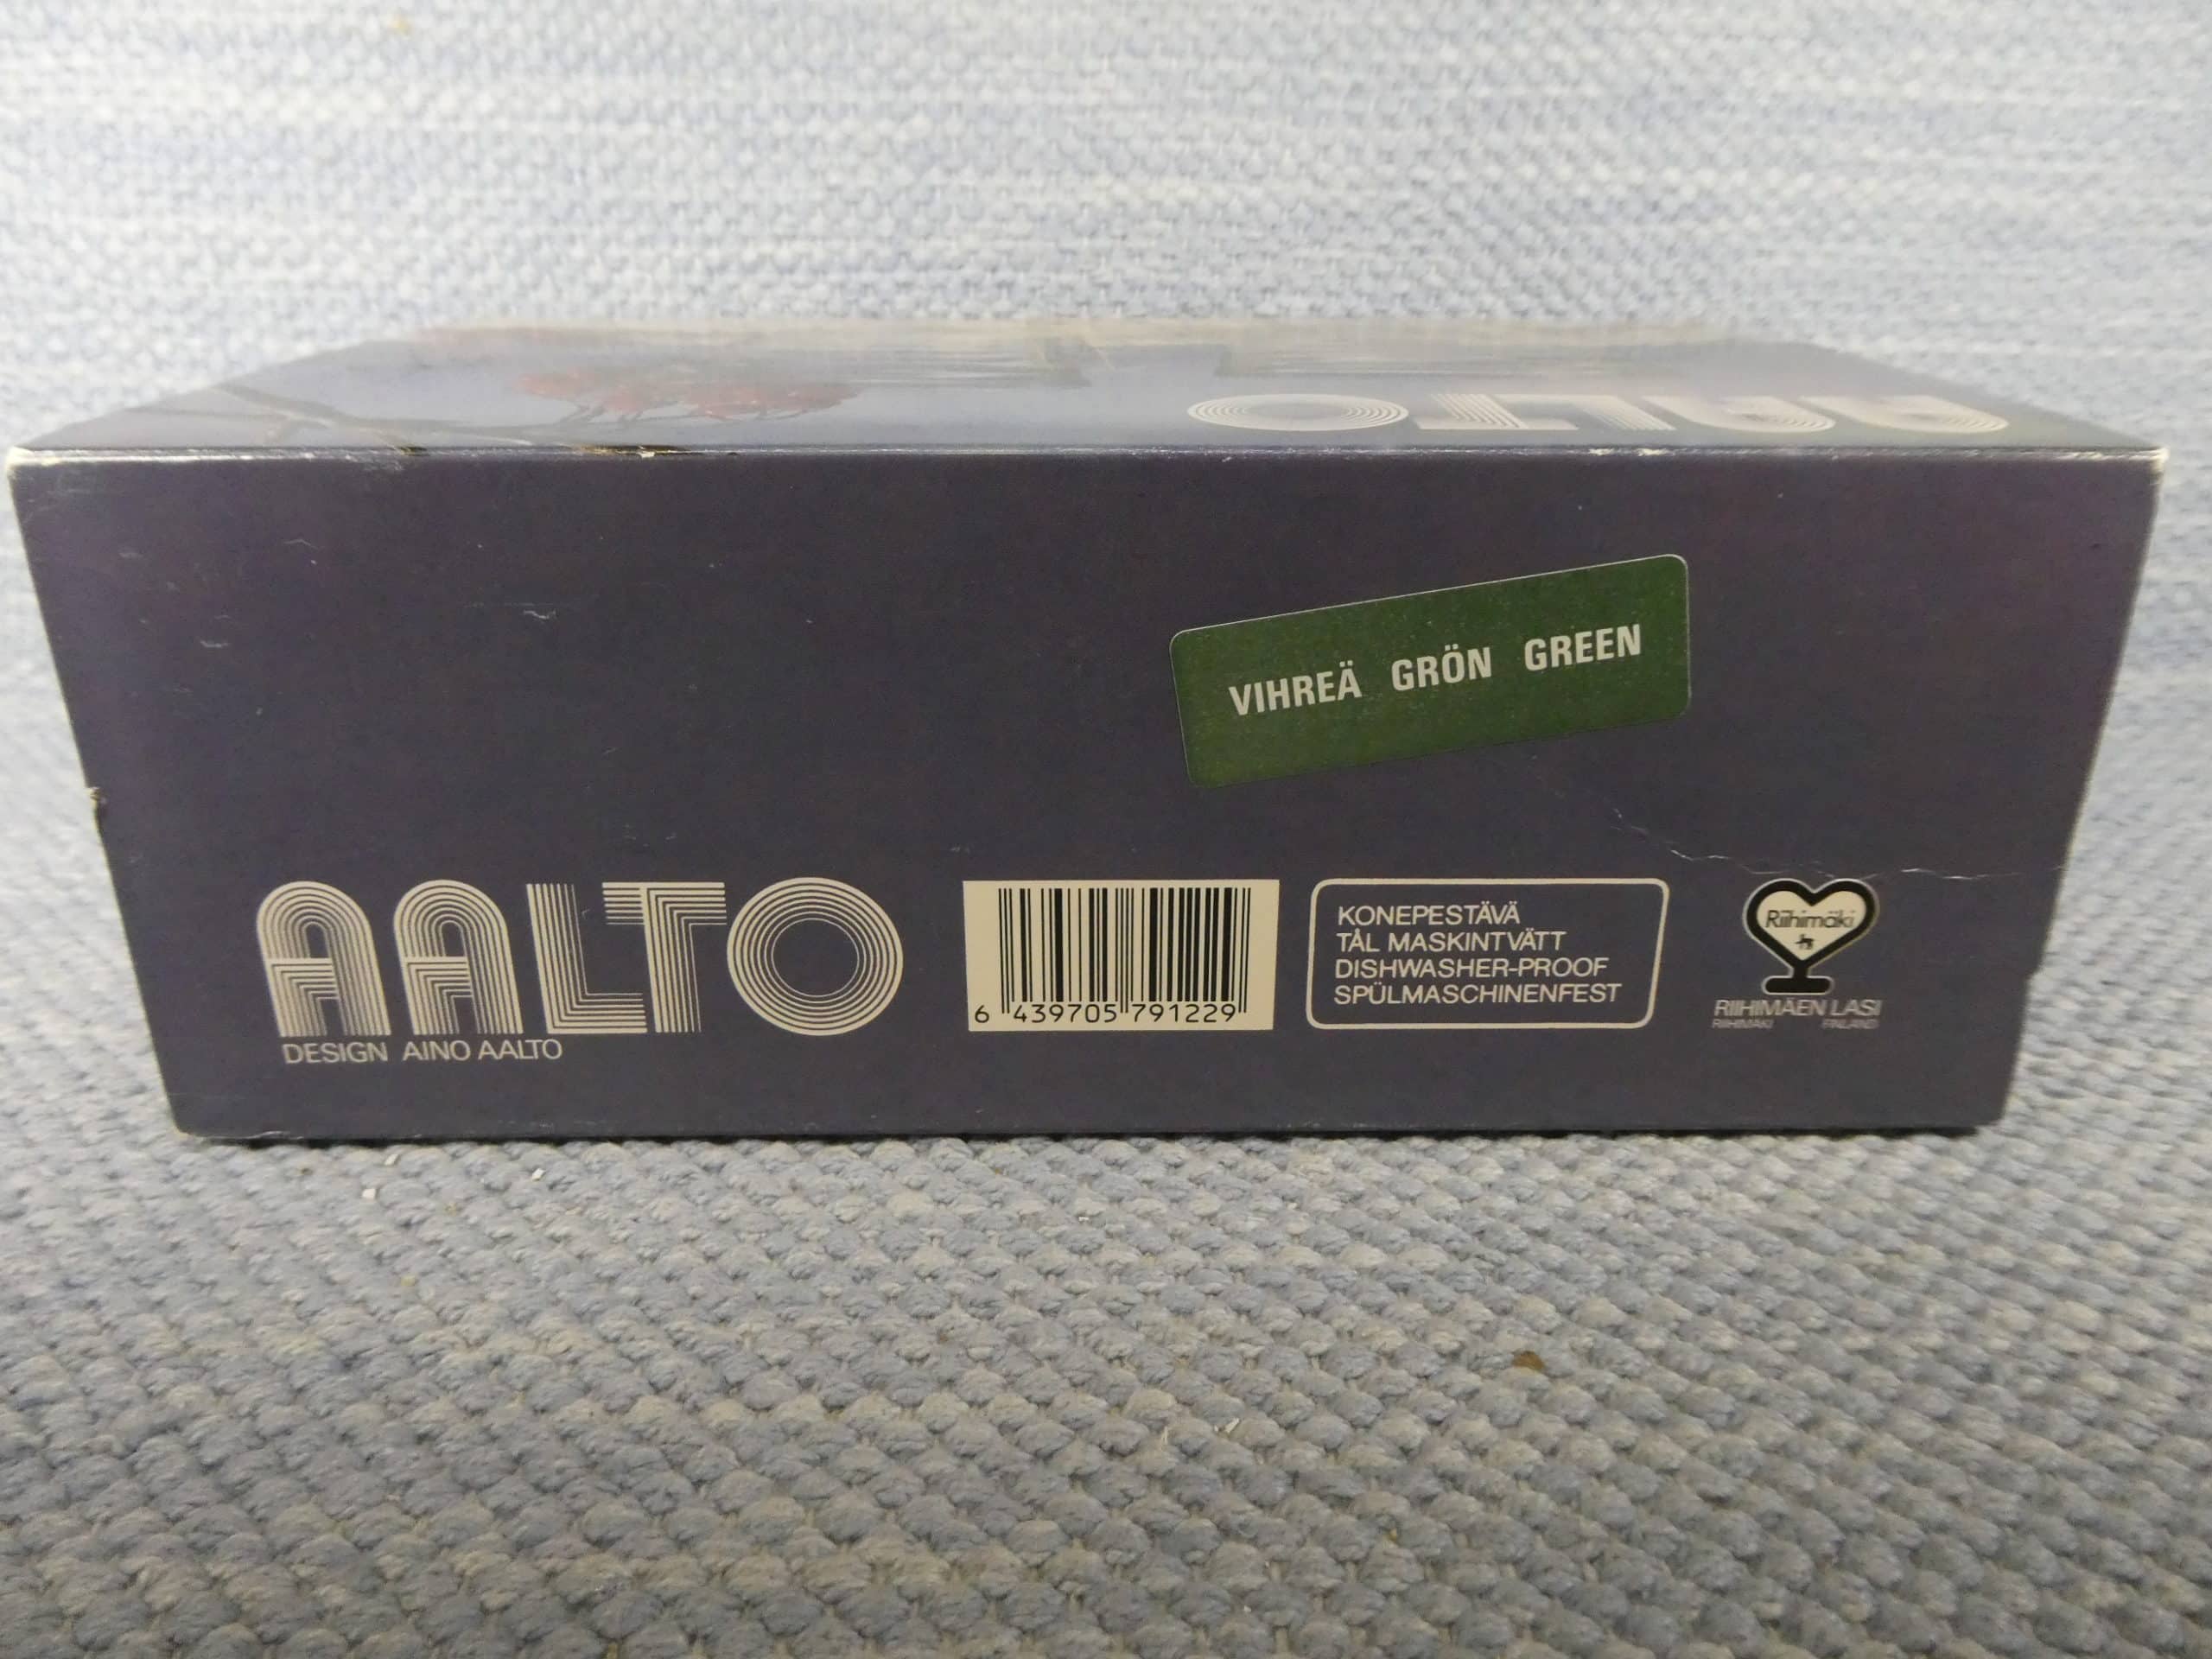 AALTO
VIHREÄ GRÖN GREEN
AALTO
DESIGN AINO AALTO
6 439705 791229
KONEPESTÄVÄ
TÅL MASKINTVÄTT
DISHWASHER-PROOF
SPÜLMASCHINENFEST
Riihimäki
RIIHIMÄEN LASI
RIIHIMÄKI FINLAND